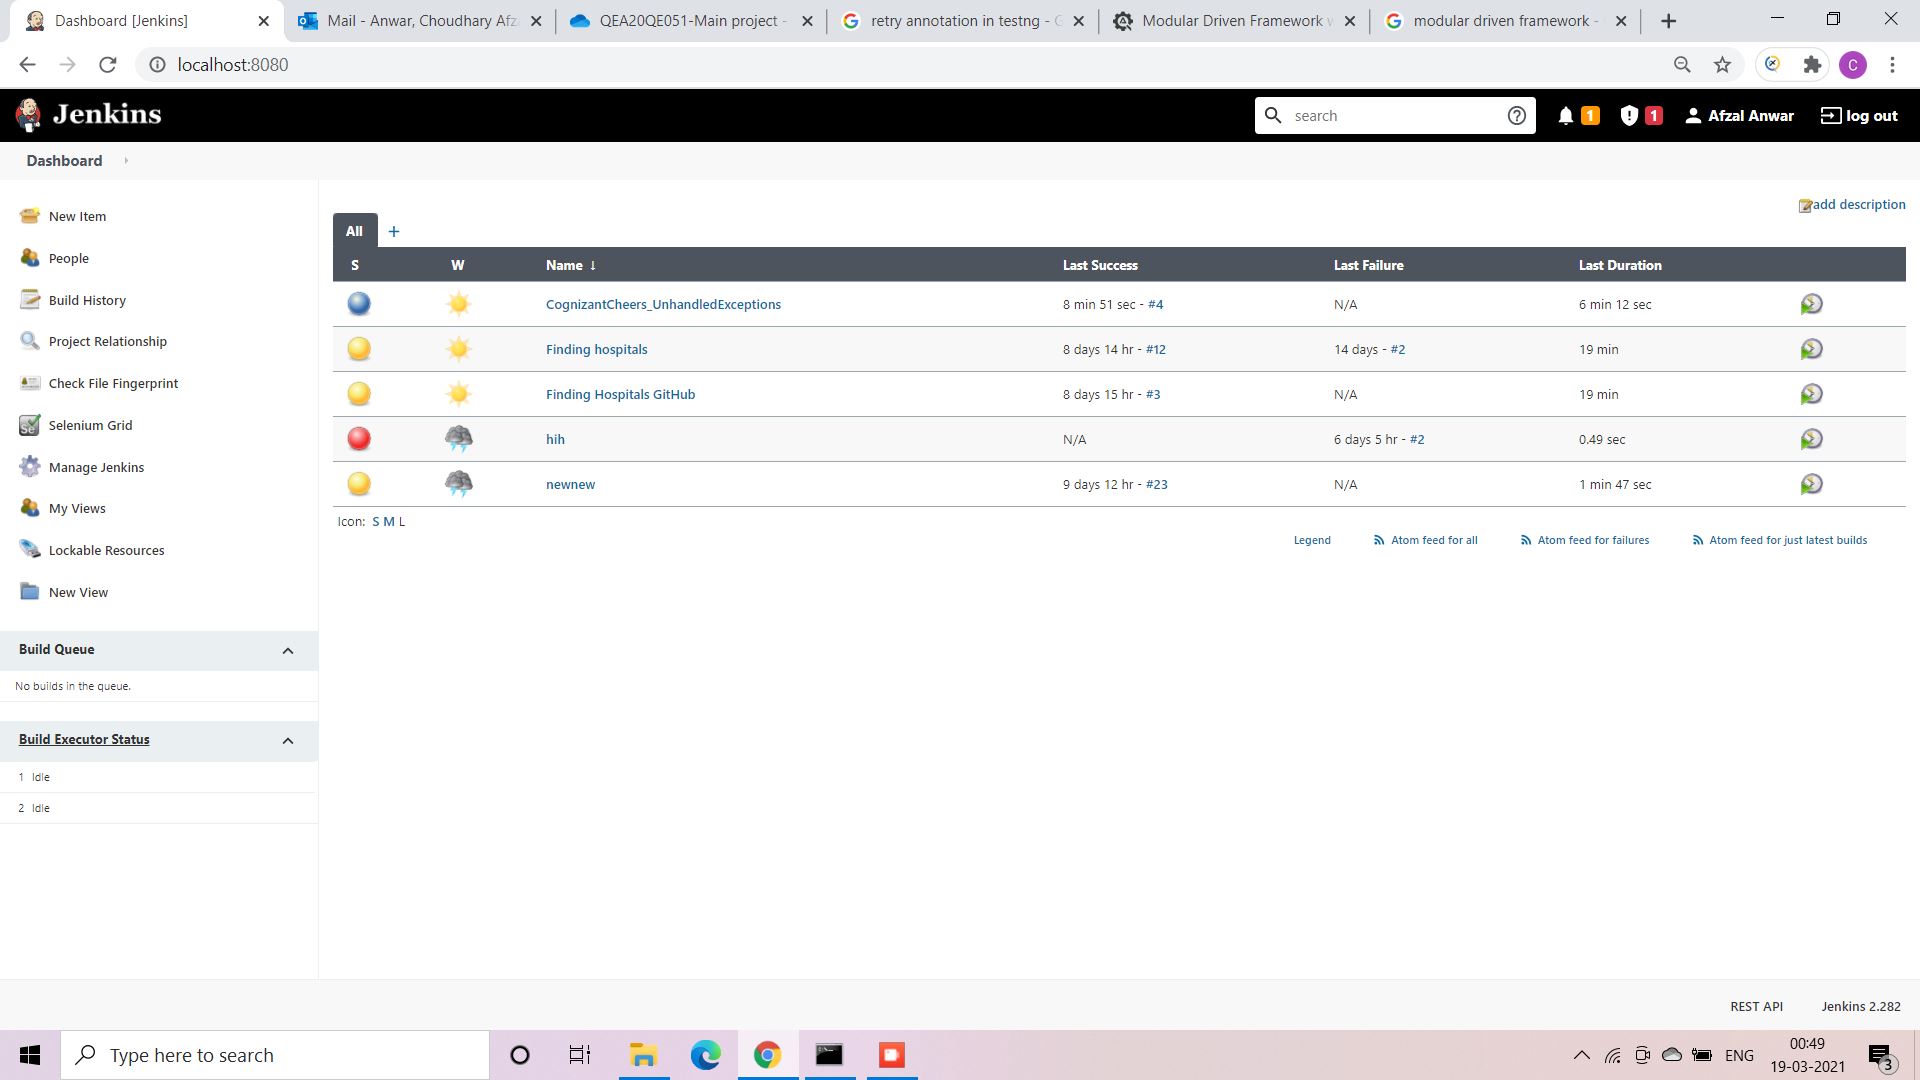 Dashboard [Jenkins]
Mail - Anwar, Choudhary Afz
QEA20QE051-Main project -
retry annotation in testng - G
Modular Driven Framework w
modular driven framework -
localhost:8080
C
Jenkins
search
1
1
Afzal Anwar
log out
Dashboard
add description
New Item
People
Build History
Project Relationship
Check File Fingerprint
Selenium Grid
Manage Jenkins
My Views
Lockable Resources
New View
Build Queue
No builds in the queue.
Build Executor Status
1 Idle
2 Idle
All +
S W Name ↓ Last Success Last Failure Last Duration
CognizantCheers_UnhandledExceptions 8 min 51 sec - #4 N/A 6 min 12 sec
Finding hospitals 8 days 14 hr - #12 14 days - #2 19 min
Finding Hospitals GitHub 8 days 15 hr - #3 N/A 19 min
hih N/A 6 days 5 hr - #2 0.49 sec
newnew 9 days 12 hr - #23 N/A 1 min 47 sec
Icon: S M L
Legend Atom feed for all Atom feed for failures Atom feed for just latest builds
REST API Jenkins 2.282
Type here to search
ENG
00:49
19-03-2021
3